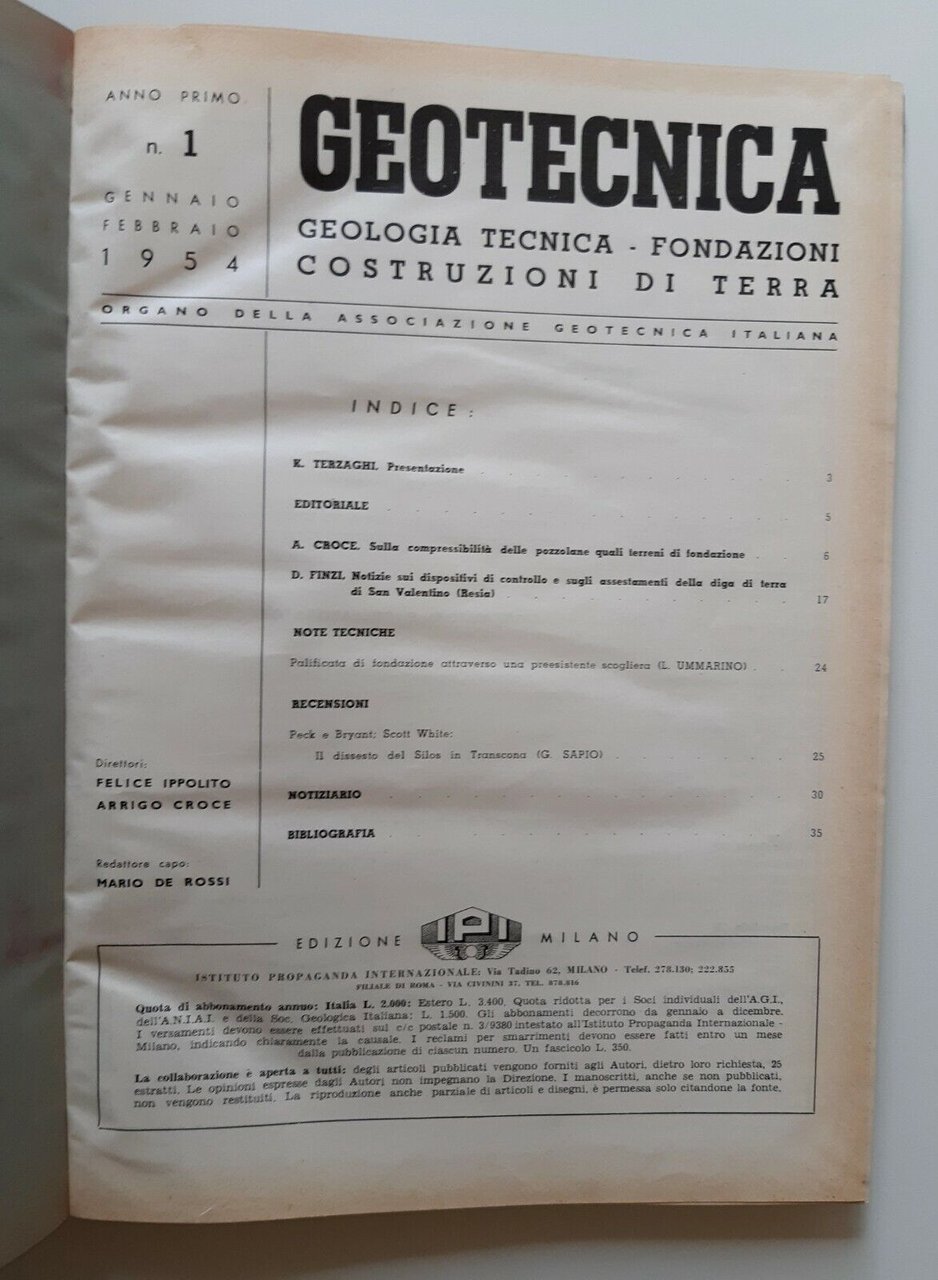 ANNO PRIMO
n. 1
GENNAIO
FEBBRAIO
1954
GEOTECNICA
GEOLOGIA TECNICA - FONDAZIONI
COSTRUZIONI DI TERRA
ORGANO DELLA ASSOCIAZIONE GEOTECNICA ITALIANA
INDICE:
K. TERZAGHI, Presentazione . . . . . . . 3
EDITORIALE . . . . . . . . . 5
A. CROCE, Sulla compressibilità delle pozzolane quali terreni di fondazione . 6
D. FINZI, Notizie sui dispositivi di controllo e sugli assestamenti della diga di terra
di San Valentino (Resia) . . . . . . . 17
NOTE TECNICHE
Palificata di fondazione attraverso una preesistente scogliera (L. UMMARINO) . 24
RECENSIONI
Peck e Bryant; Scott White:
Il dissesto del Silos in Transcona (G. SAPIO) . . . . 25
NOTIZIARIO . . . . . . . . . 30
BIBLIOGRAFIA . . . . . . . . . 35
Direttori:
FELICE IPPOLITO
ARRIGO CROCE
Redattore capo:
MARIO DE ROSSI
EDIZIONE IPI MILANO
ISTITUTO PROPAGANDA INTERNAZIONALE: Via Tadino 62, MILANO - Telef. 278.130; 222.855
FILIALE DI ROMA - VIA CIVININI 37, TEL. 878.816
Quota di abbonamento annuo: Italia L. 2.000; Estero L. 3.400. Quota ridotta per i Soci individuali dell'A.G.I.,
dell'A.N.I.A.I. e della Soc. Geologica Italiana: L. 1.500. Gli abbonamenti decorrono da gennaio a dicembre.
I versamenti devono essere effettuati sul c/c postale n. 3/9380 intestato all'Istituto Propaganda Internazionale -
Milano, indicando chiaramente la causale. I reclami per smarrimenti devono essere fatti entro un mese
dalla pubblicazione di ciascun numero. Un fascicolo L. 350.
La collaborazione è aperta a tutti: degli articoli pubblicati vengono forniti agli Autori, dietro loro richiesta, 25
estratti. Le opinioni espresse dagli Autori non impegnano la Direzione. I manoscritti, anche se non pubblicati,
non vengono restituiti. La riproduzione anche parziale di articoli e disegni, è permessa solo citandone la fonte.